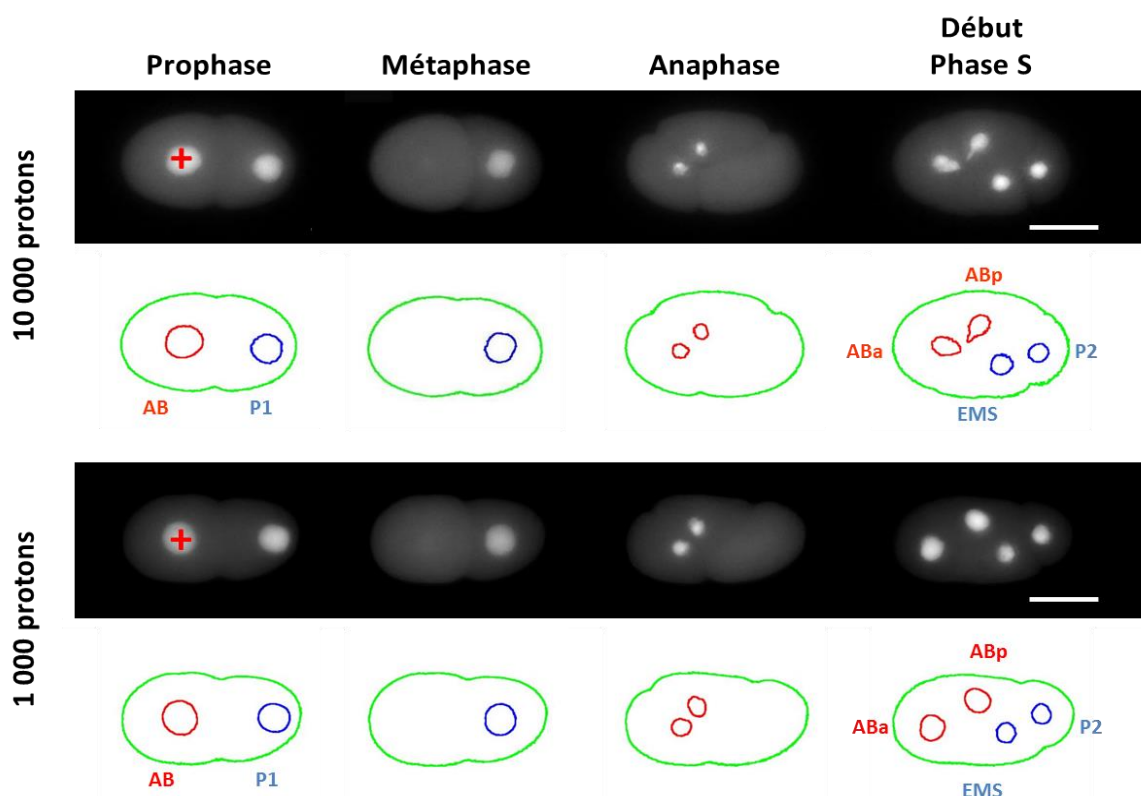 Prophase
Métaphase
Anaphase
Début
Phase S
10 000 protons
AB
P1
ABp
ABa
P2
EMS
1 000 protons
AB
P1
ABp
ABa
P2
EMS